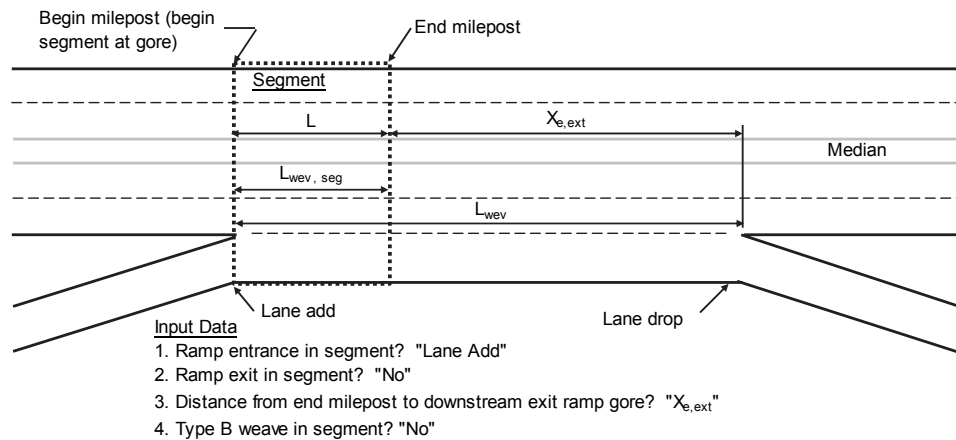 Begin milepost (begin
segment at gore)
End milepost
Segment
L
Xe,ext
Median
Lwev, seg
Lwev
Lane add
Lane drop
Input Data
1. Ramp entrance in segment? "Lane Add"
2. Ramp exit in segment? "No"
3. Distance from end milepost to downstream exit ramp gore? "Xe,ext"
4. Type B weave in segment? "No"